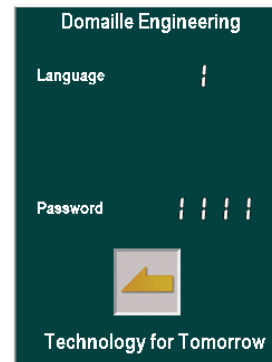 Domaille Engineering
Language 1
Password 1 1 1 1
Technology for Tomorrow